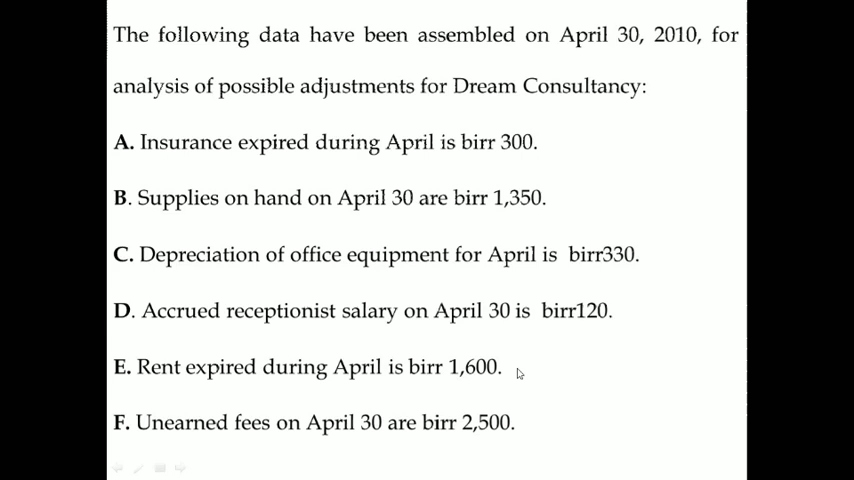 The following data have been assembled on April 30, 2010, for
analysis of possible adjustments for Dream Consultancy:
A. Insurance expired during April is birr 300.
B. Supplies on hand on April 30 are birr 1,350.
C. Depreciation of office equipment for April is birr330.
D. Accrued receptionist salary on April 30 is birr120.
E. Rent expired during April is birr 1,600.
F. Unearned fees on April 30 are birr 2,500.